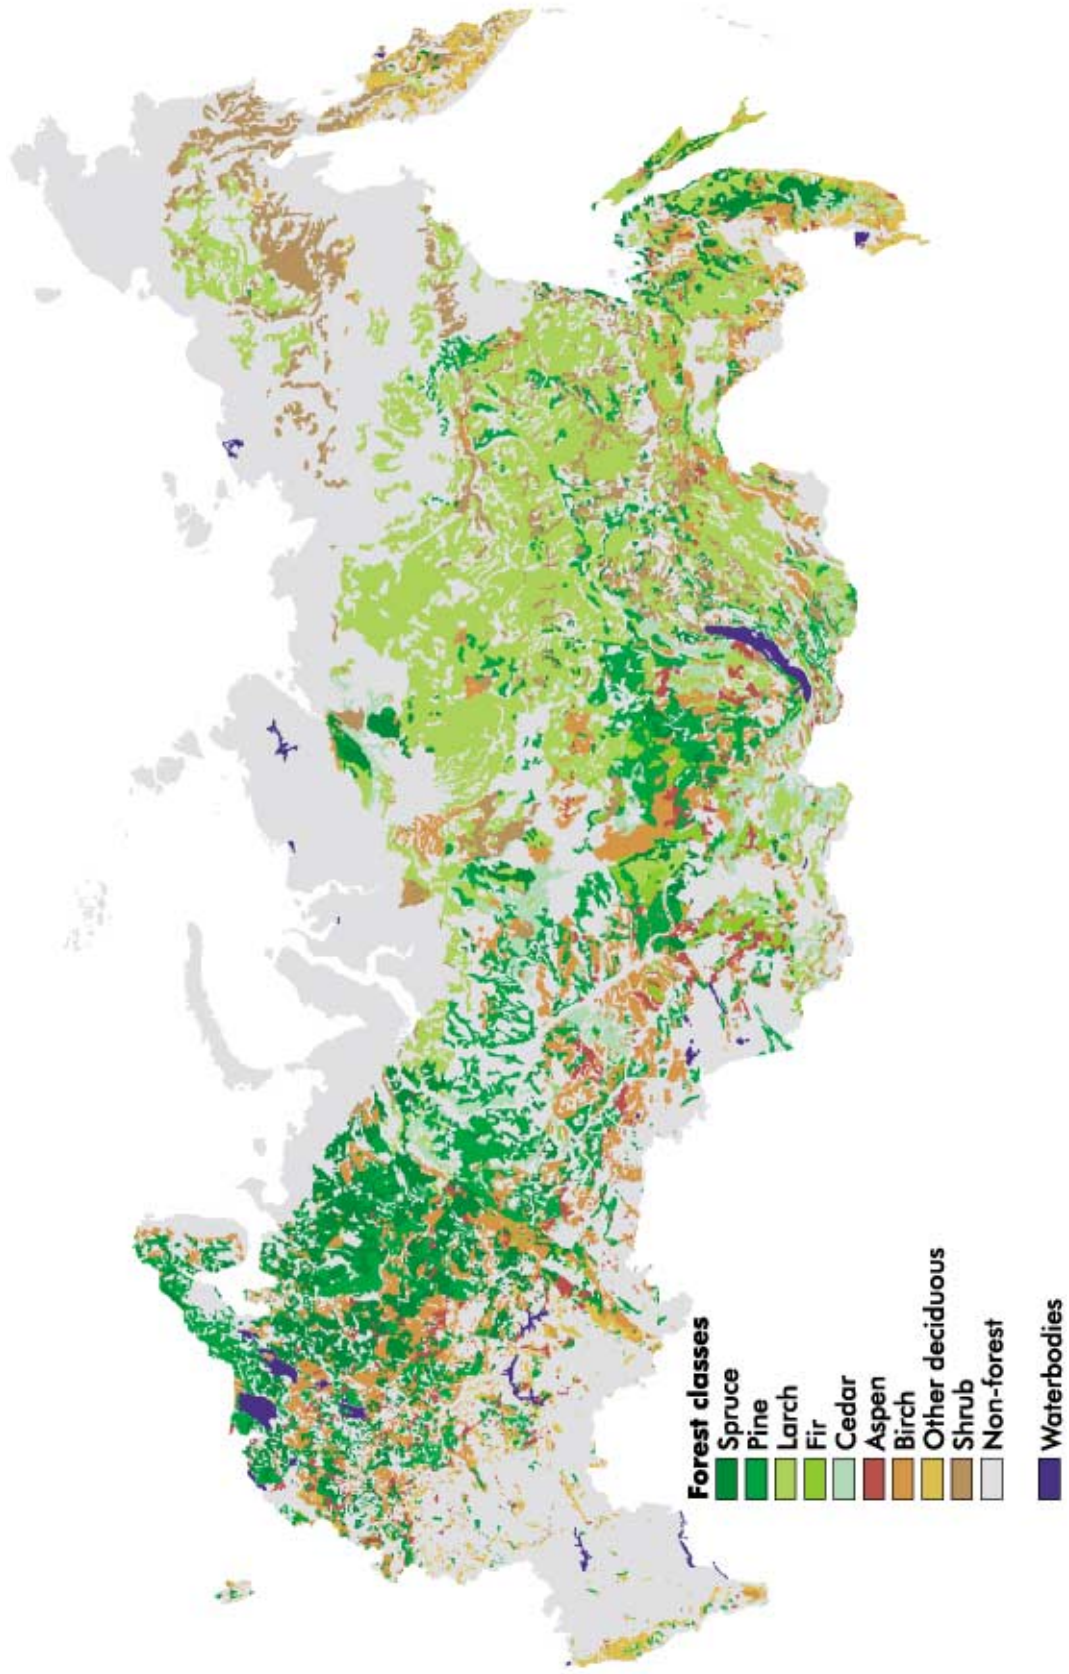 Forest classes
Spruce
Pine
Larch
Fir
Cedar
Aspen
Birch
Other deciduous
Shrub
Non-forest
Waterbodies